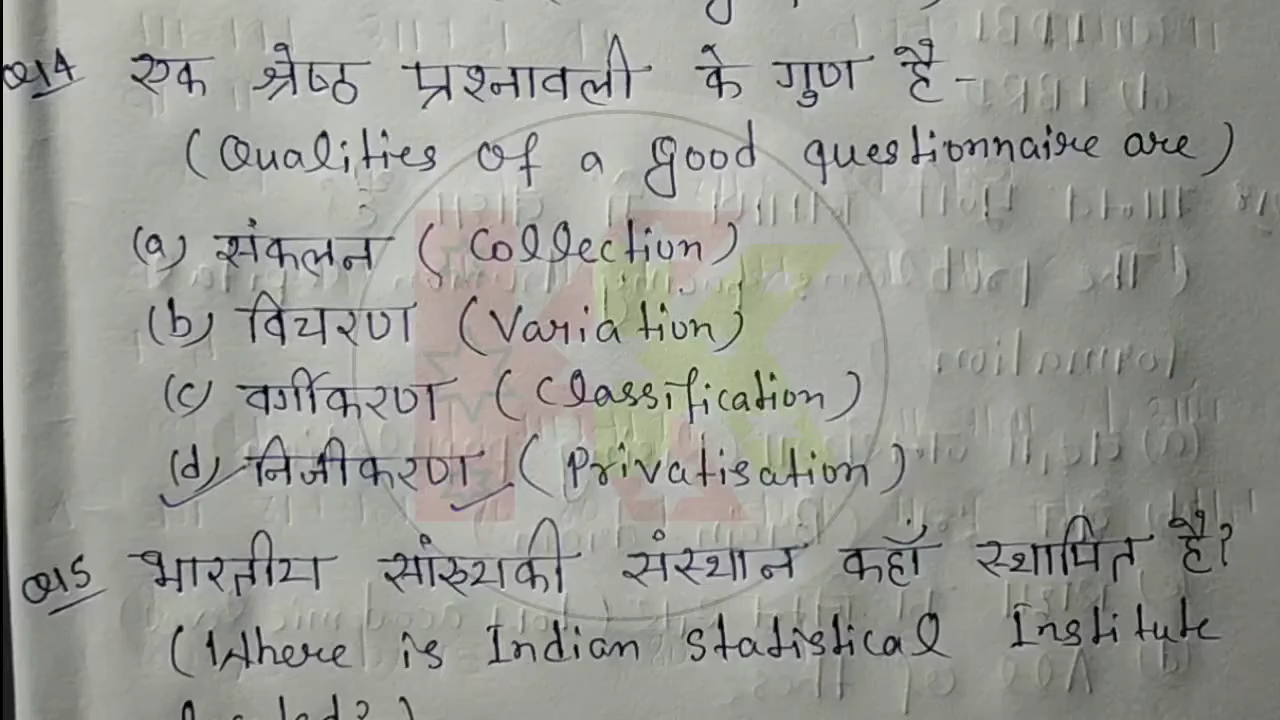 Q14 एक श्रेष्ठ प्रश्नावली के गुण हैं -
(Qualities of a good questionnaire are)
(a) संकलन (Collection)
(b) विचरण (Variation)
(c) वर्गीकरण (Classification)
(d) निजीकरण (Privatisation)
Q15 भारतीय सांख्यकी संस्थान कहाँ स्थापित हैं?
(Where is Indian Statistical Institute